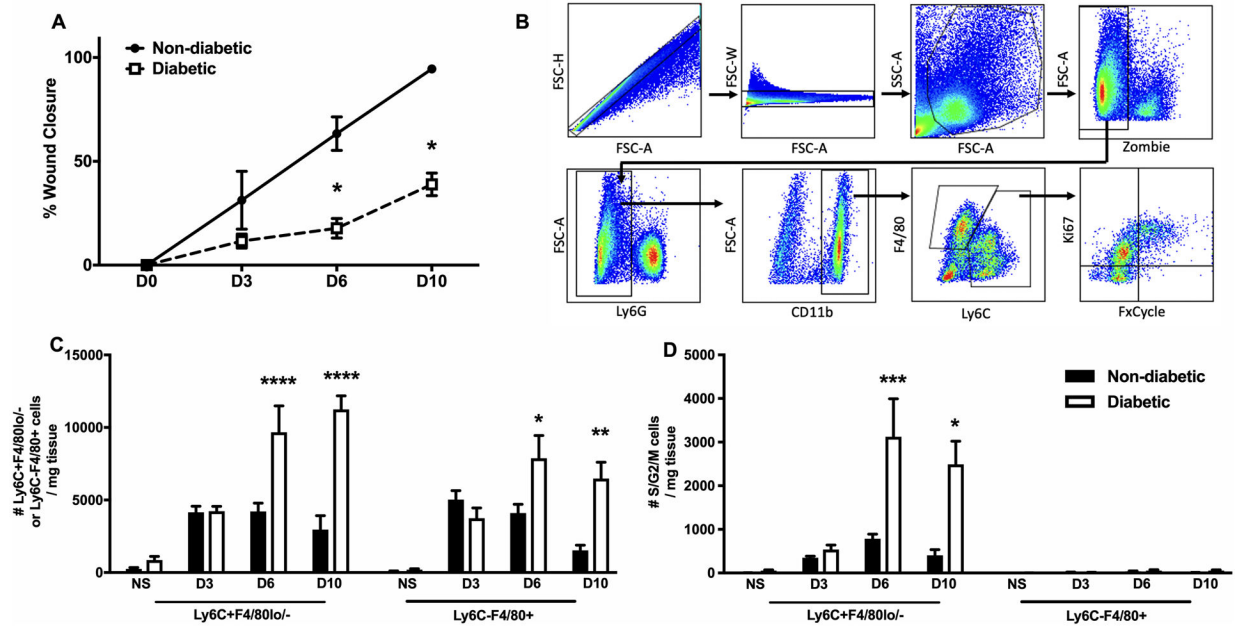 A
100
50
0
% Wound Closure
Non-diabetic
Diabetic
*
*
D0
D3
D6
D10
B
FSC-H
FSC-A
FSC-W
FSC-A
SSC-A
FSC-A
FSC-A
Zombie
FSC-A
Ly6G
FSC-A
CD11b
F4/80
Ly6C
Ki67
FxCycle
C
15000
10000
5000
0
# Ly6C+F4/80lo/-
or Ly6C-F4/80+ cells
/ mg tissue
****
****
*
**
NS
D3
D6
D10
NS
D3
D6
D10
Ly6C+F4/80lo/-
Ly6C-F4/80+
D
5000
4000
3000
2000
1000
0
# S/G2/M cells
/ mg tissue
***
*
Non-diabetic
Diabetic
NS
D3
D6
D10
NS
D3
D6
D10
Ly6C+F4/80lo/-
Ly6C-F4/80+